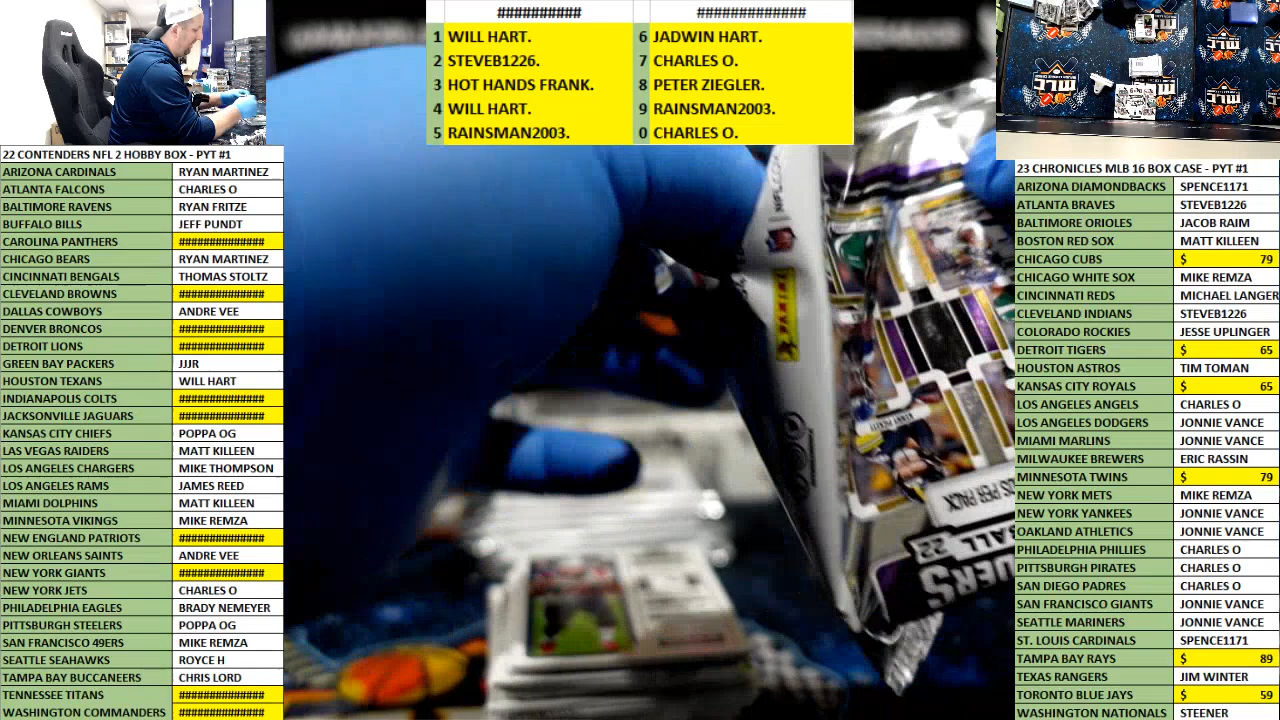 ########## #############
1 WILL HART. 6 JADWIN HART.
2 STEVEB1226. 7 CHARLES O.
3 HOT HANDS FRANK. 8 PETER ZIEGLER.
4 WILL HART. 9 RAINSMAN2003.
5 RAINSMAN2003. 0 CHARLES O.
22 CONTENDERS NFL 2 HOBBY BOX - PYT #1
ARIZONA CARDINALS RYAN MARTINEZ
ATLANTA FALCONS CHARLES O
BALTIMORE RAVENS RYAN FRITZE
BUFFALO BILLS JEFF PUNDT
CAROLINA PANTHERS ##############
CHICAGO BEARS RYAN MARTINEZ
CINCINNATI BENGALS THOMAS STOLTZ
CLEVELAND BROWNS ##############
DALLAS COWBOYS ANDRE VEE
DENVER BRONCOS ##############
DETROIT LIONS ##############
GREEN BAY PACKERS JJJR
HOUSTON TEXANS WILL HART
INDIANAPOLIS COLTS ##############
JACKSONVILLE JAGUARS ##############
KANSAS CITY CHIEFS POPPA OG
LAS VEGAS RAIDERS MATT KILLEEN
LOS ANGELES CHARGERS MIKE THOMPSON
LOS ANGELES RAMS JAMES REED
MIAMI DOLPHINS MATT KILLEEN
MINNESOTA VIKINGS MIKE REMZA
NEW ENGLAND PATRIOTS ##############
NEW ORLEANS SAINTS ANDRE VEE
NEW YORK GIANTS ##############
NEW YORK JETS CHARLES O
PHILADELPHIA EAGLES BRADY NEMEYER
PITTSBURGH STEELERS POPPA OG
SAN FRANCISCO 49ERS MIKE REMZA
SEATTLE SEAHAWKS ROYCE H
TAMPA BAY BUCCANEERS CHRIS LORD
TENNESSEE TITANS ##############
WASHINGTON COMMANDERS ##############
PANINI
PER PACK
23 CHRONICLES MLB 16 BOX CASE - PYT #1
ARIZONA DIAMONDBACKS SPENCE1171
ATLANTA BRAVES STEVEB1226
BALTIMORE ORIOLES JACOB RAIM
BOSTON RED SOX MATT KILLEEN
CHICAGO CUBS $ 79
CHICAGO WHITE SOX MIKE REMZA
CINCINNATI REDS MICHAEL LANGER
CLEVELAND INDIANS STEVEB1226
COLORADO ROCKIES JESSE UPLINGER
DETROIT TIGERS $ 65
HOUSTON ASTROS TIM TOMAN
KANSAS CITY ROYALS $ 65
LOS ANGELES ANGELS CHARLES O
LOS ANGELES DODGERS JONNIE VANCE
MIAMI MARLINS JONNIE VANCE
MILWAUKEE BREWERS ERIC RASSIN
MINNESOTA TWINS $ 79
NEW YORK METS MIKE REMZA
NEW YORK YANKEES JONNIE VANCE
OAKLAND ATHLETICS JONNIE VANCE
PHILADELPHIA PHILLIES CHARLES O
PITTSBURGH PIRATES CHARLES O
SAN DIEGO PADRES CHARLES O
SAN FRANCISCO GIANTS JONNIE VANCE
SEATTLE MARINERS JONNIE VANCE
ST. LOUIS CARDINALS SPENCE1171
TAMPA BAY RAYS $ 89
TEXAS RANGERS JIM WINTER
TORONTO BLUE JAYS $ 59
WASHINGTON NATIONALS STEENER